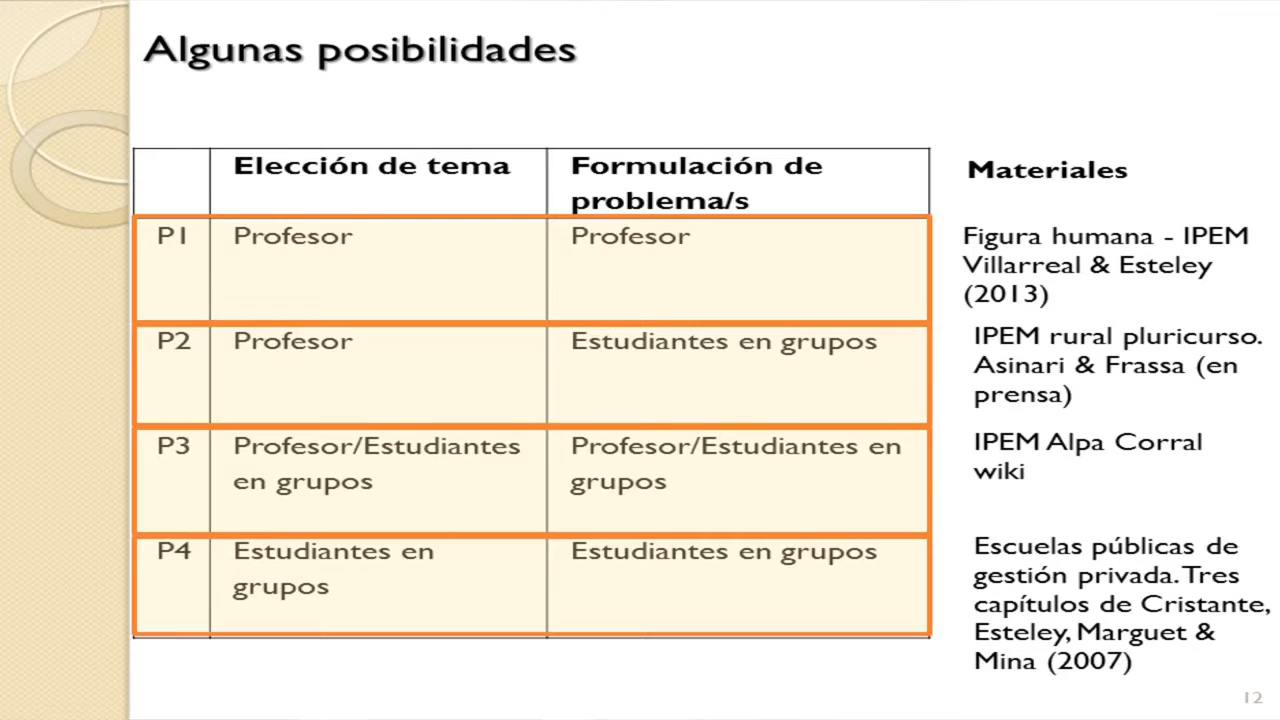 Algunas posibilidades
Elección de tema
Formulación de
problema/s
Materiales
P1
Profesor
Profesor
Figura humana - IPEM
Villarreal & Esteley
(2013)
P2
Profesor
Estudiantes en grupos
IPEM rural pluricurso.
Asinari & Frassa (en
prensa)
P3
Profesor/Estudiantes
en grupos
Profesor/Estudiantes en
grupos
IPEM Alpa Corral
wiki
P4
Estudiantes en
grupos
Estudiantes en grupos
Escuelas públicas de
gestión privada. Tres
capítulos de Cristante,
Esteley, Marguet &
Mina (2007)
12